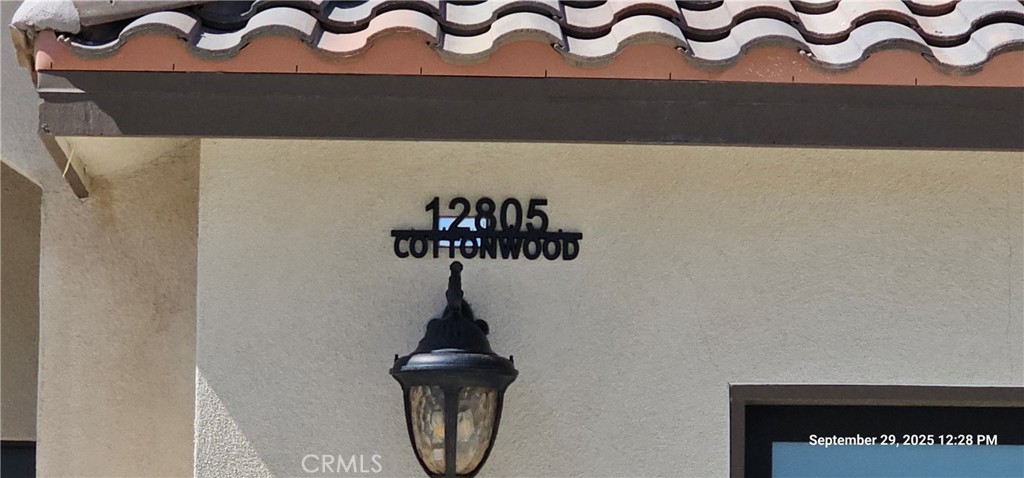 12805
COTTONWOOD
September 29, 2025 12:28 PM
CRMLS